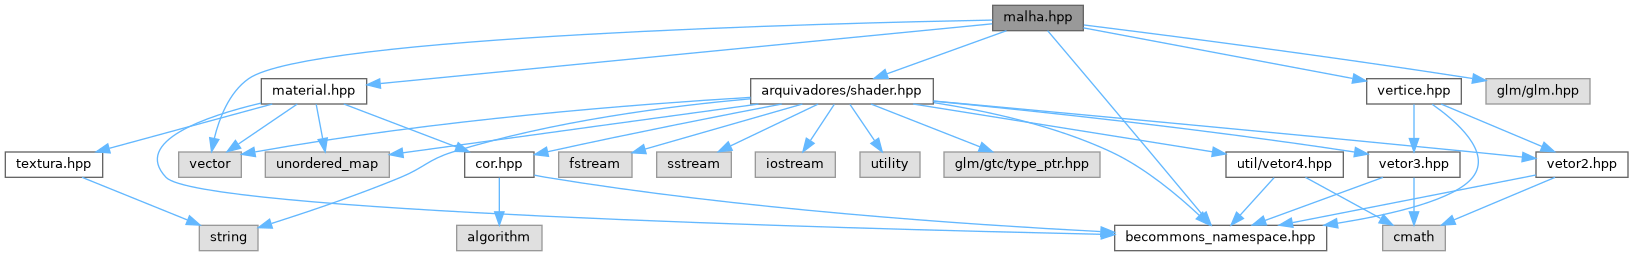 malha.hpp
material.hpp
arquivadores/shader.hpp
vertice.hpp
glm/glm.hpp
textura.hpp
vector
unordered_map
cor.hpp
fstream
sstream
iostream
utility
glm/gtc/type_ptr.hpp
util/vetor4.hpp
vetor3.hpp
vetor2.hpp
string
algorithm
becommons_namespace.hpp
cmath